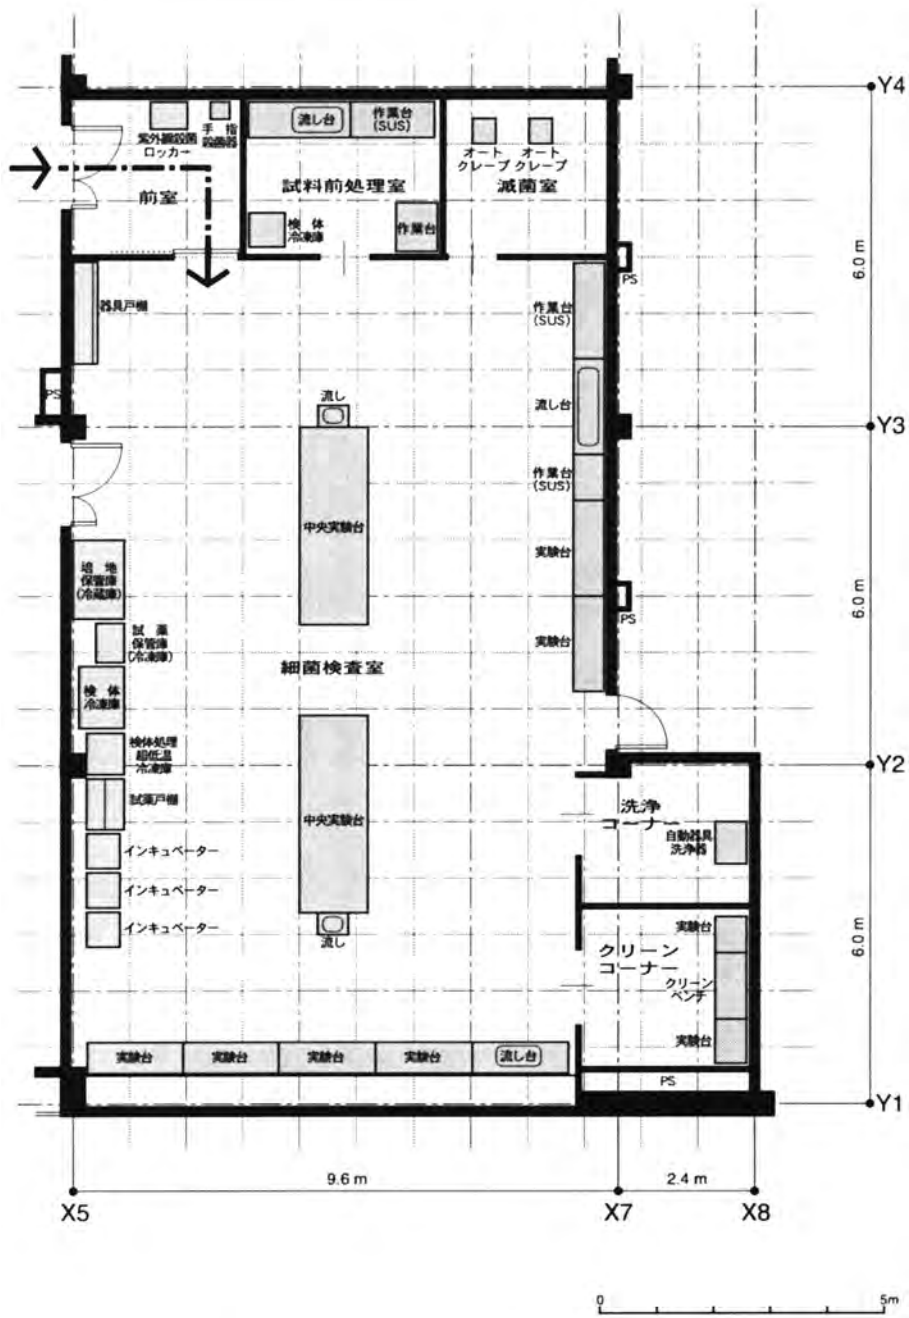 Y4
流し台
作業台
(SUS)
紫外線殺菌
ロッカー
手 指
殺菌器
オート
クレーブ
オート
クレーブ
試料前処理室
滅菌室
前室
検 体
冷凍庫
作業台
6.0 m
PS
器具戸棚
作業台
(SUS)
PS
流し
流し台
Y3
作業台
(SUS)
中央実験台
実験台
培 地
保管庫
(冷蔵庫)
6.0 m
PS
試 薬
保管庫
(冷凍庫)
実験台
細菌検査室
検 体
冷凍庫
検体処理
超低温
冷凍庫
Y2
試薬戸棚
中央実験台
洗浄
コーナー
自動器具
洗浄器
インキュベーター
インキュベーター
インキュベーター
流し
6.0 m
実験台
クリーン
コーナー
クリーン
ベンチ
実験台
実験台
実験台
実験台
実験台
流し台
PS
Y1
9.6 m
2.4 m
X5
X7
X8
0
5m